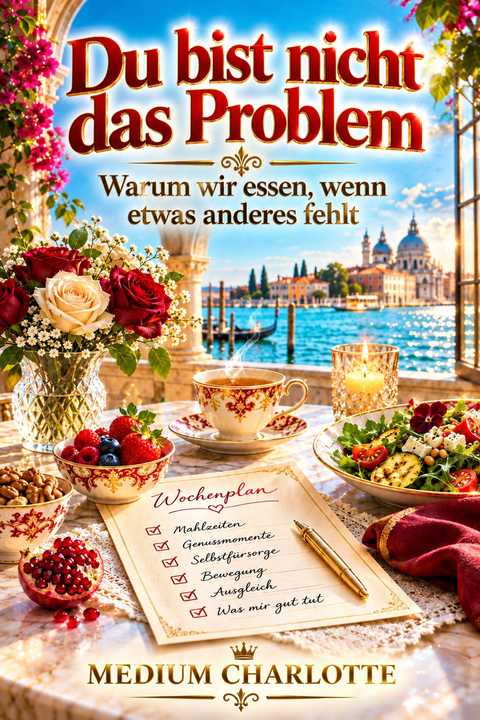 Du bist nicht
das Problem
Warum wir essen, wenn
etwas anderes fehlt
Wochenplan
Mahlzeiten
Genussmomente
Selbstfürsorge
Bewegung
Ausgleich
Was mir gut tut
MEDIUM CHARLOTTE